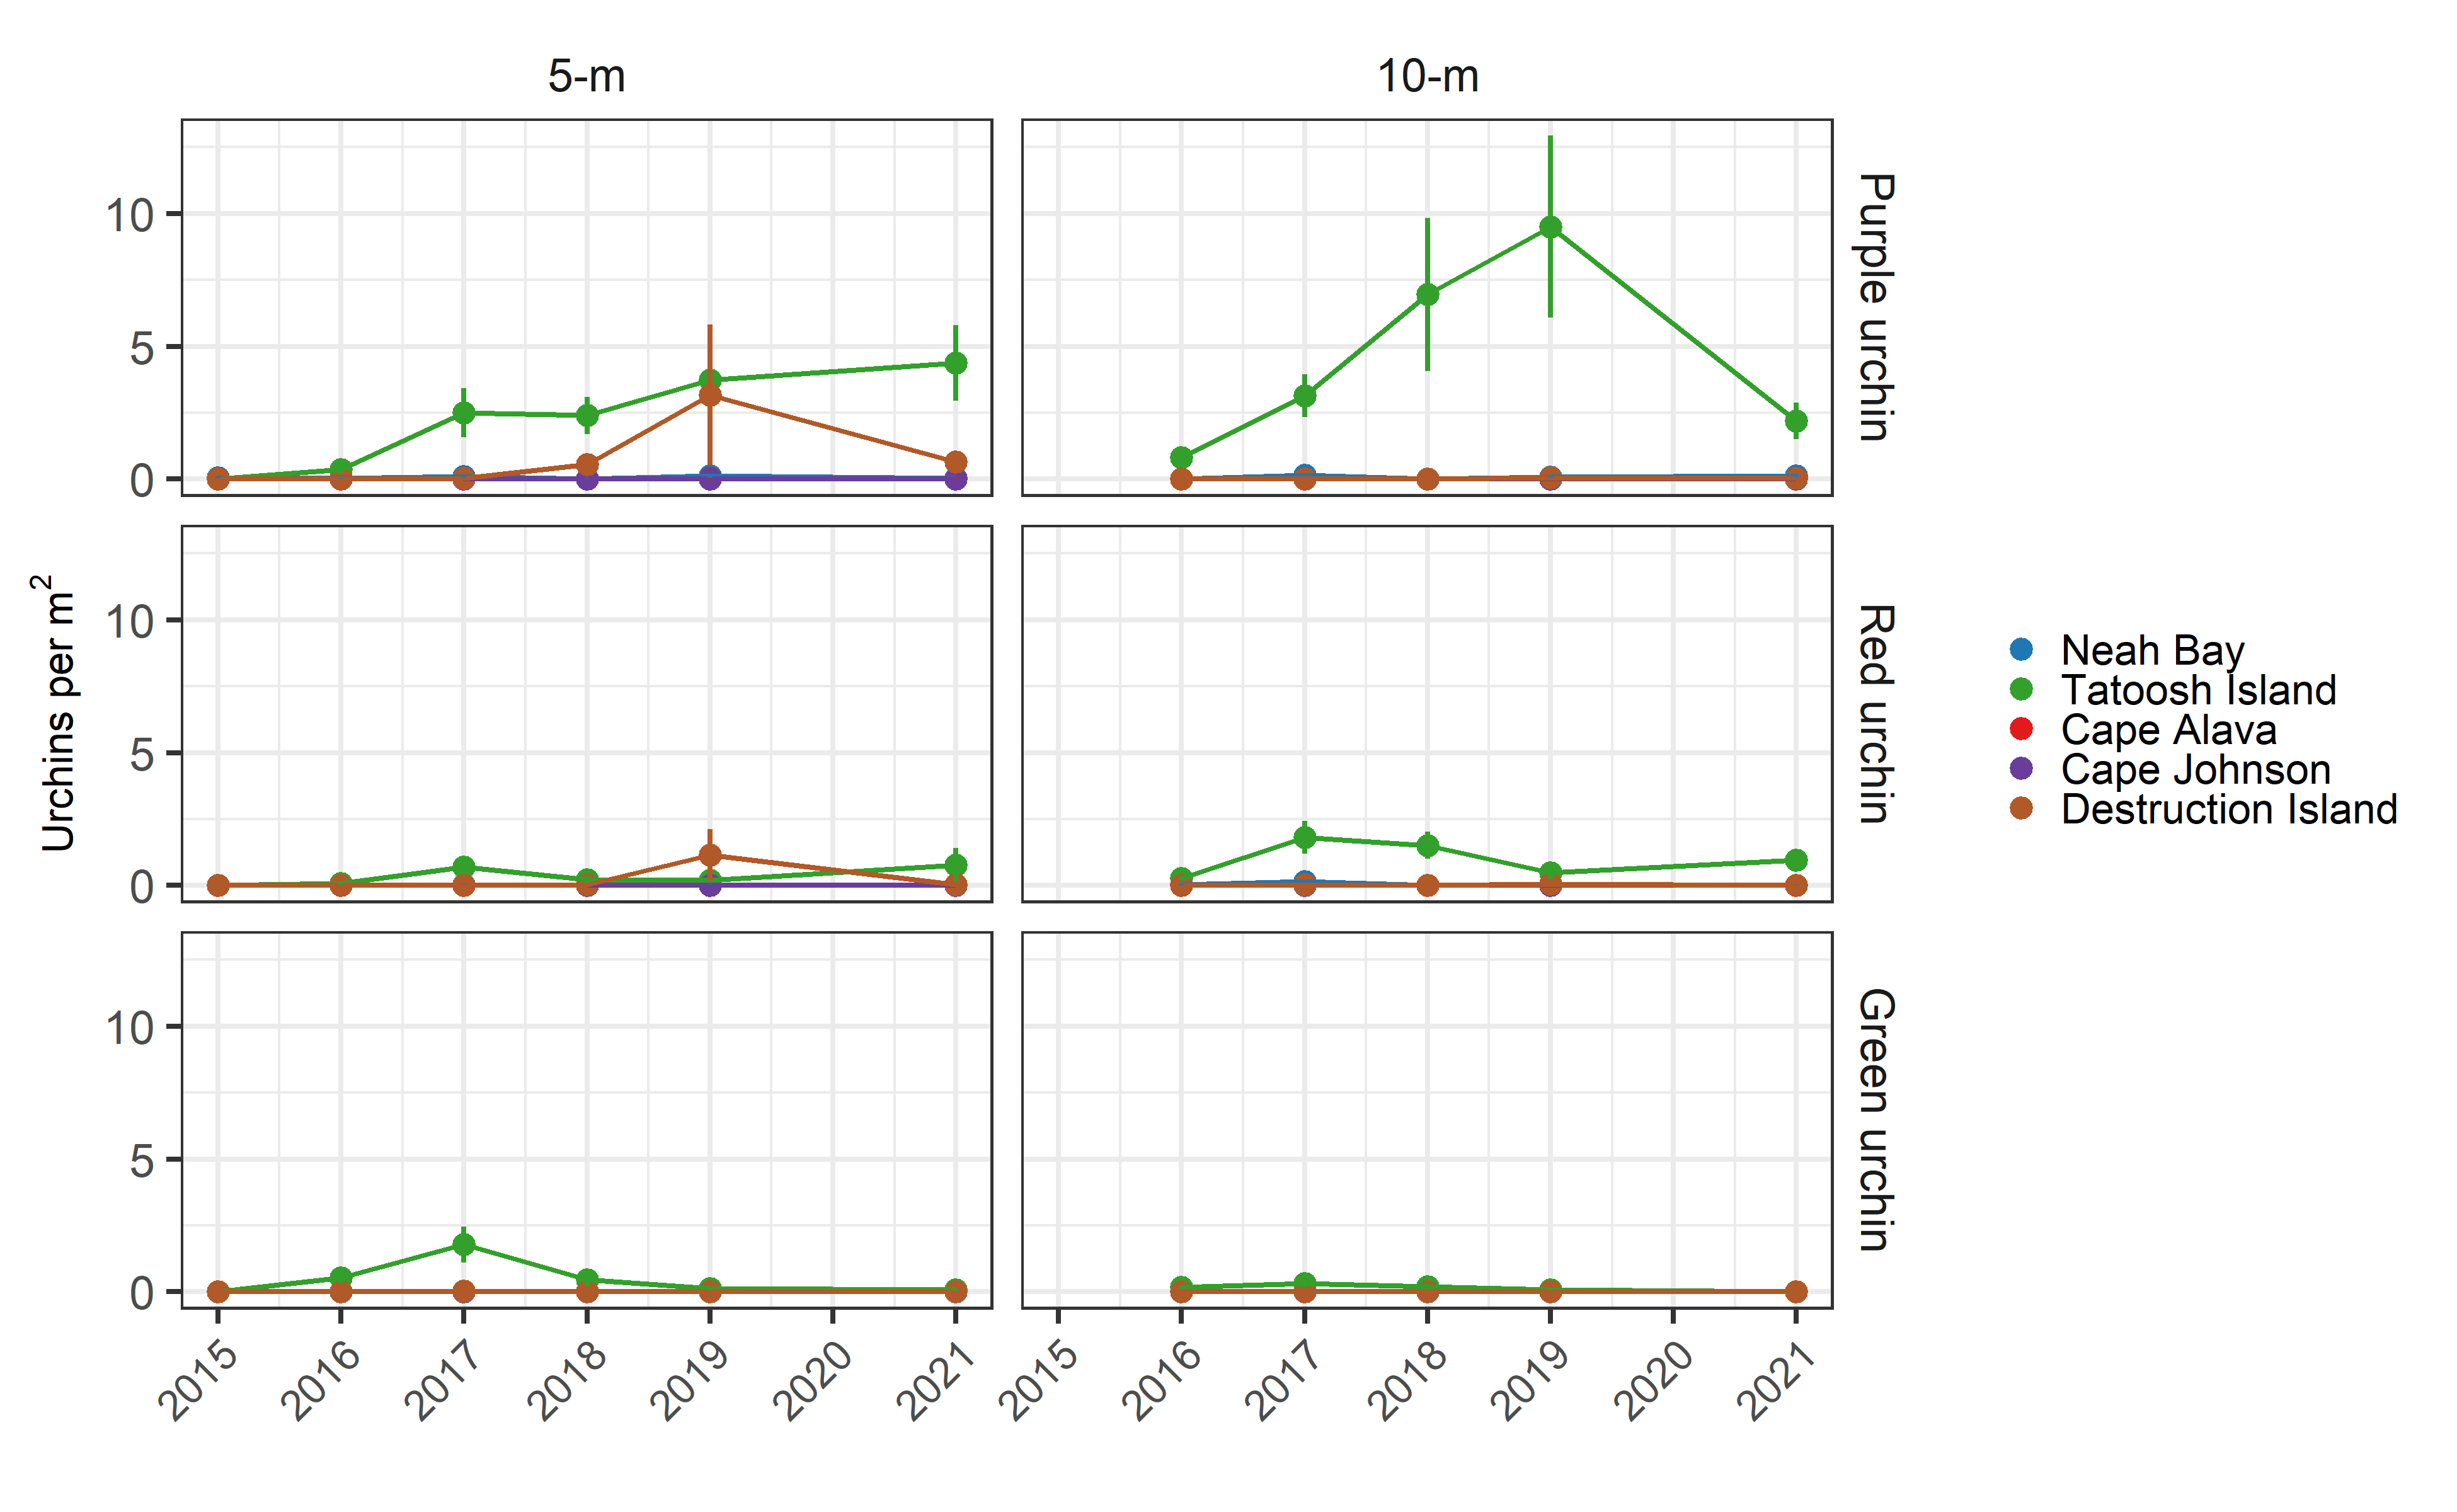 5-m
10-m
10
5
0
Purple urchin
10
5
0
Red urchin
10
5
0
Green urchin
Urchins per m²
2015
2016
2017
2018
2019
2020
2021
2015
2016
2017
2018
2019
2020
2021
Neah Bay
Tatoosh Island
Cape Alava
Cape Johnson
Destruction Island